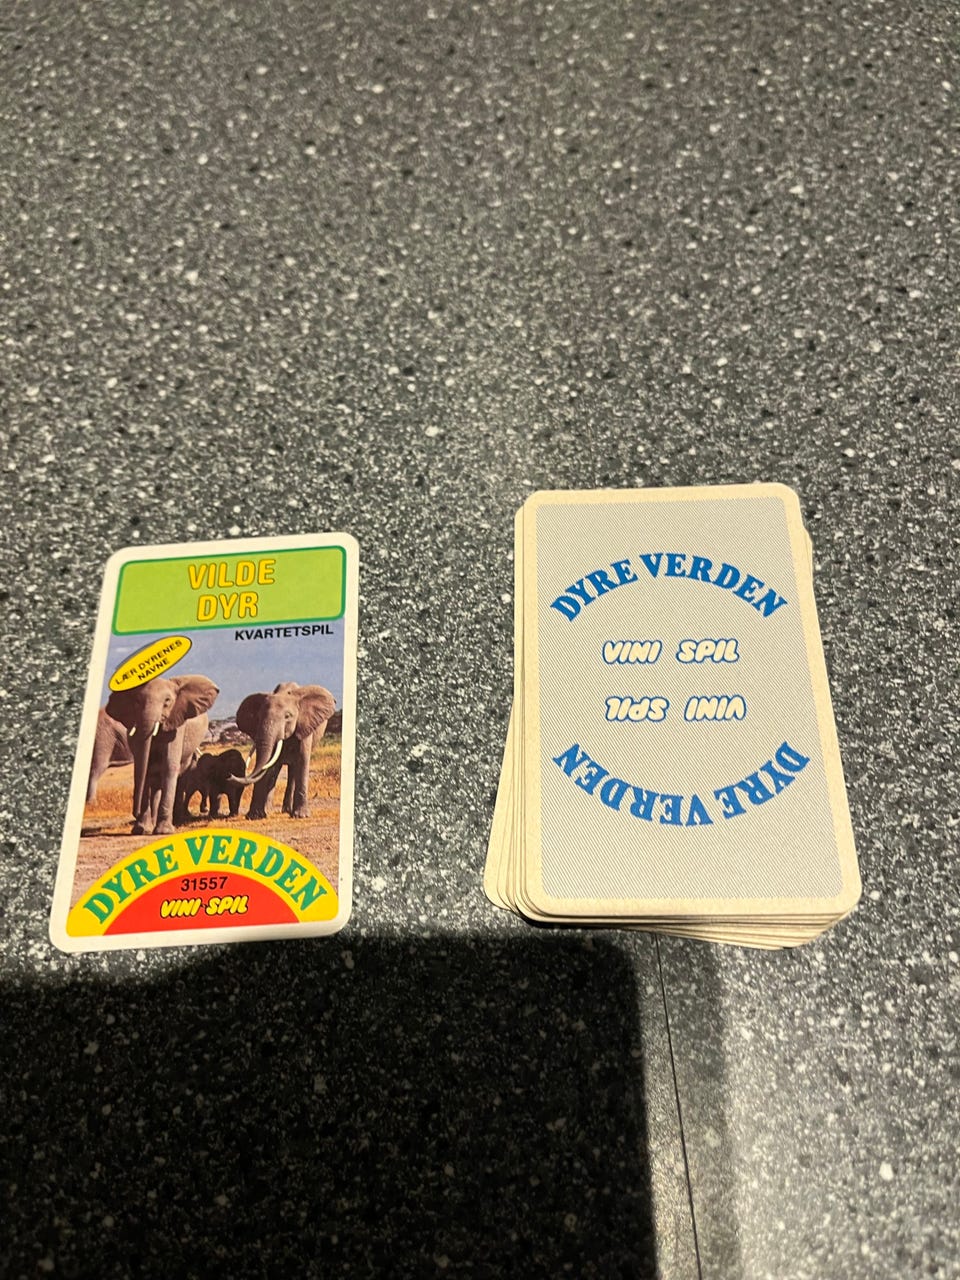 VILDE
DYR
KVARTETSPIL
LÆR DYRENES
NAVNE
DYRE VERDEN
31557
VINI SPIL
DYRE VERDEN
VINI SPIL
VINI SPIL
DYRE VERDEN